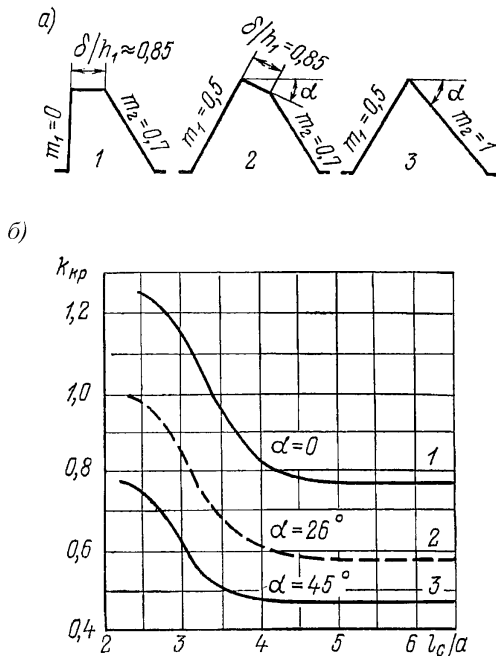 а)
δ/h₁≈0,85
m₁=0
m₂=0,7
1
δ/h₁=0,85
α
m₁=0,5
m₂=0,7
2
α
m₁=0,5
m₂=1
3
б)
kкр
1,2
1,0
0,8
0,6
0,4
α=0
1
α=26°
2
α=45°
3
2 3 4 5 6 lc/a